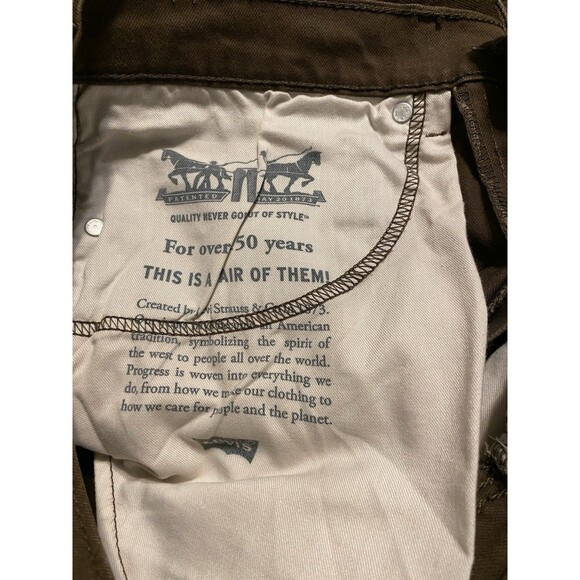 PATENTED MAY 20 1873
QUALITY NEVER GO OUT OF STYLE™
For over 50 years
THIS IS A AIR OF THEM!
Created by Strauss & 873.
American
tradition, symbolizing the spirit of
the west to people all over the world.
Progress is woven into everything we
do, from how we make our clothing to
how we care for people and the planet.
LEVI'S